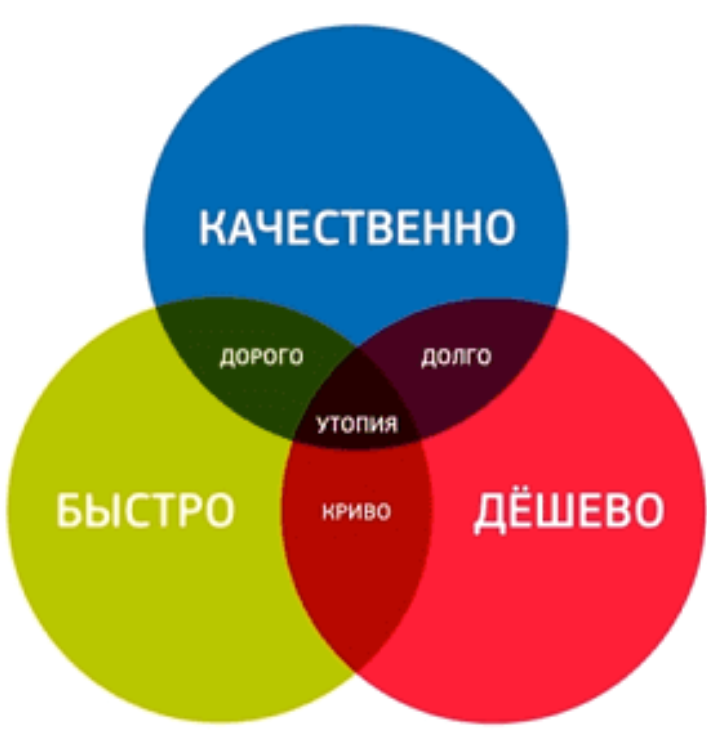 КАЧЕСТВЕННО
ДОРОГО
ДОЛГО
УТОПИЯ
БЫСТРО
КРИВО
ДЁШЕВО